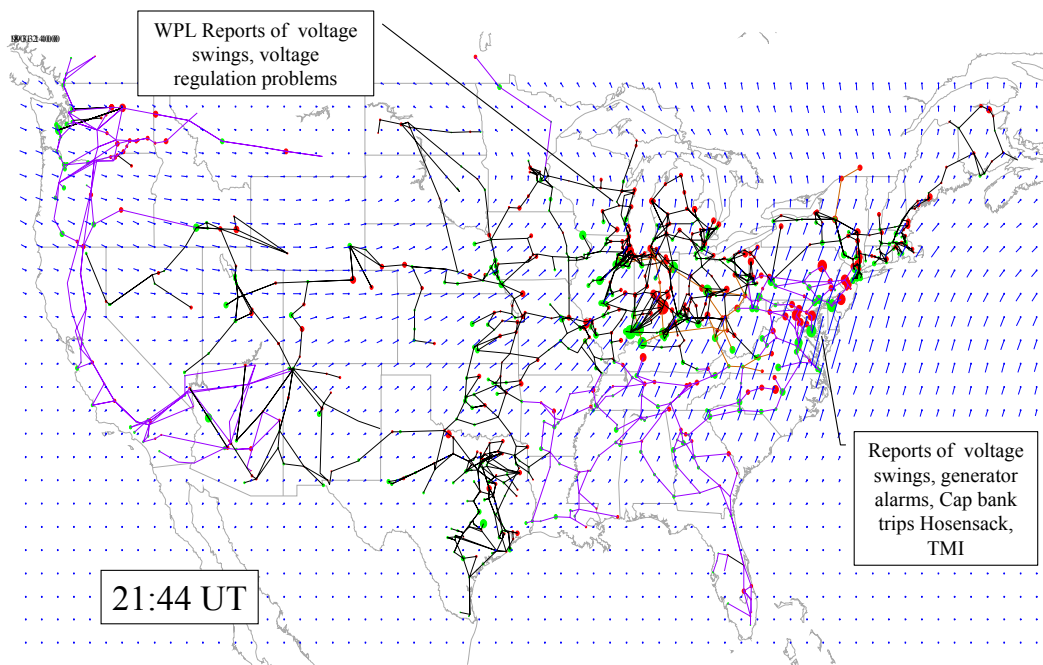 WPL Reports of voltage
swings, voltage
regulation problems
Reports of voltage
swings, generator
alarms, Cap bank
trips Hosensack,
TMI
21:44 UT